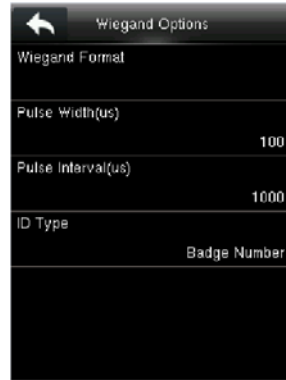 Wiegand Options
Wiegand Format
Pulse Width(us)
100
Pulse Interval(us)
1000
ID Type
Badge Number